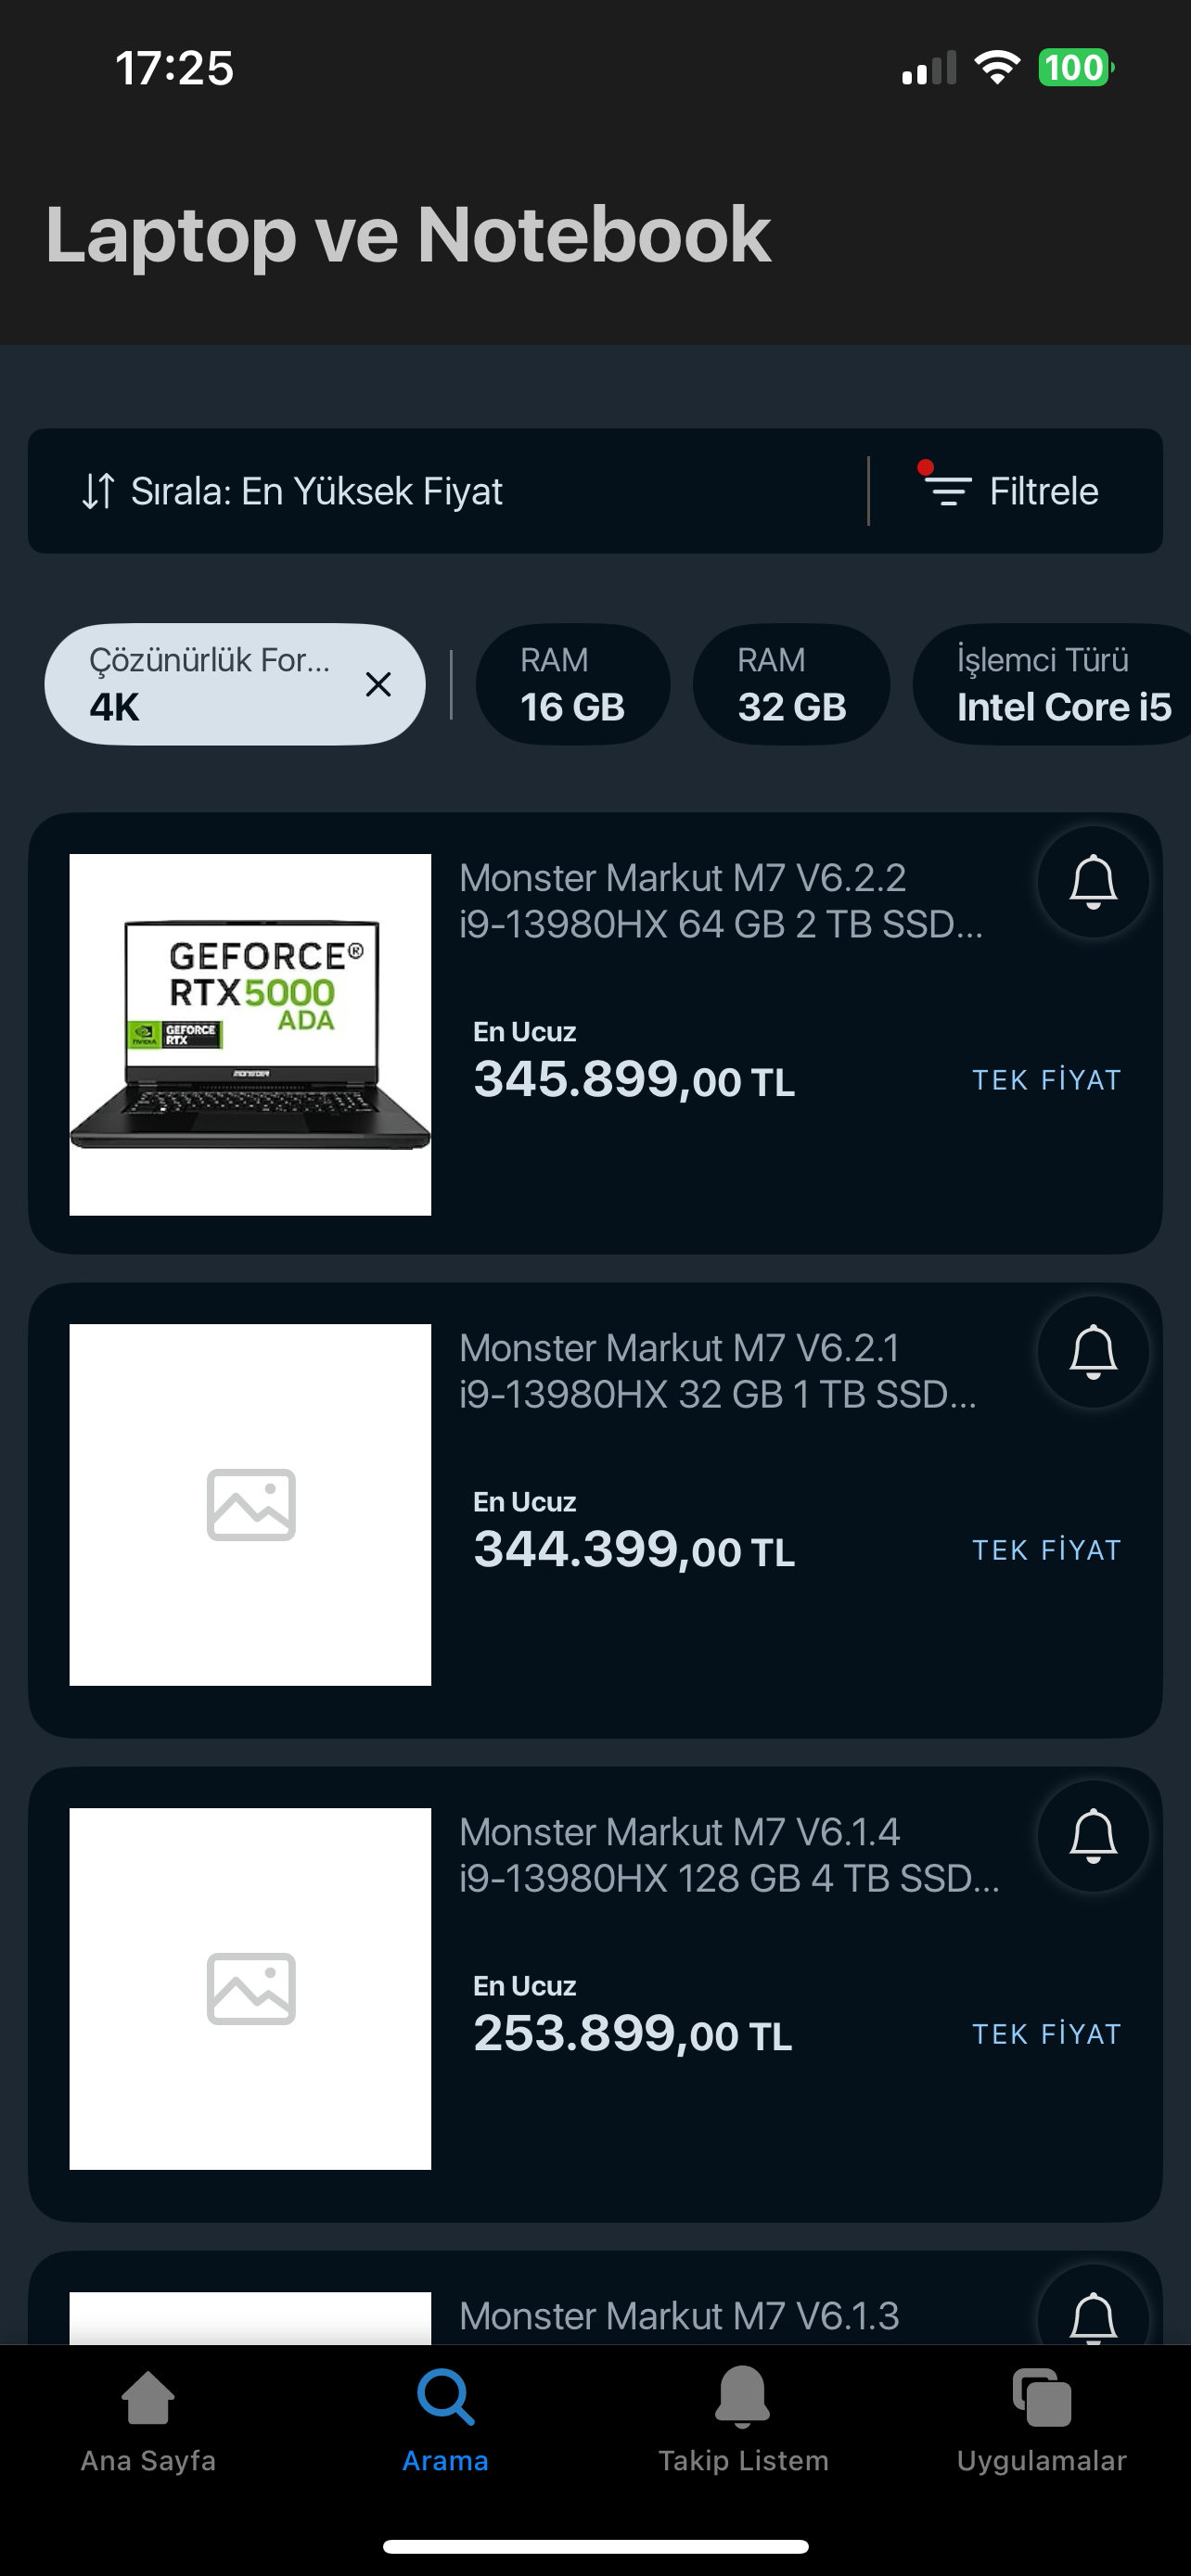 17:25
100
Laptop ve Notebook
Sırala: En Yüksek Fiyat
Filtrele
Çözünürlük For...
4K
RAM
16 GB
RAM
32 GB
İşlemci Türü
Intel Core i5
Monster Markut M7 V6.2.2
i9-13980HX 64 GB 2 TB SSD...
GEFORCE®
RTX5000
ADA
NVIDIA
GEFORCE
RTX
MONSTER
En Ucuz
345.899,00 TL
TEK FİYAT
Monster Markut M7 V6.2.1
i9-13980HX 32 GB 1 TB SSD...
En Ucuz
344.399,00 TL
TEK FİYAT
Monster Markut M7 V6.1.4
i9-13980HX 128 GB 4 TB SSD...
En Ucuz
253.899,00 TL
TEK FİYAT
Monster Markut M7 V6.1.3
Ana Sayfa
Arama
Takip Listem
Uygulamalar